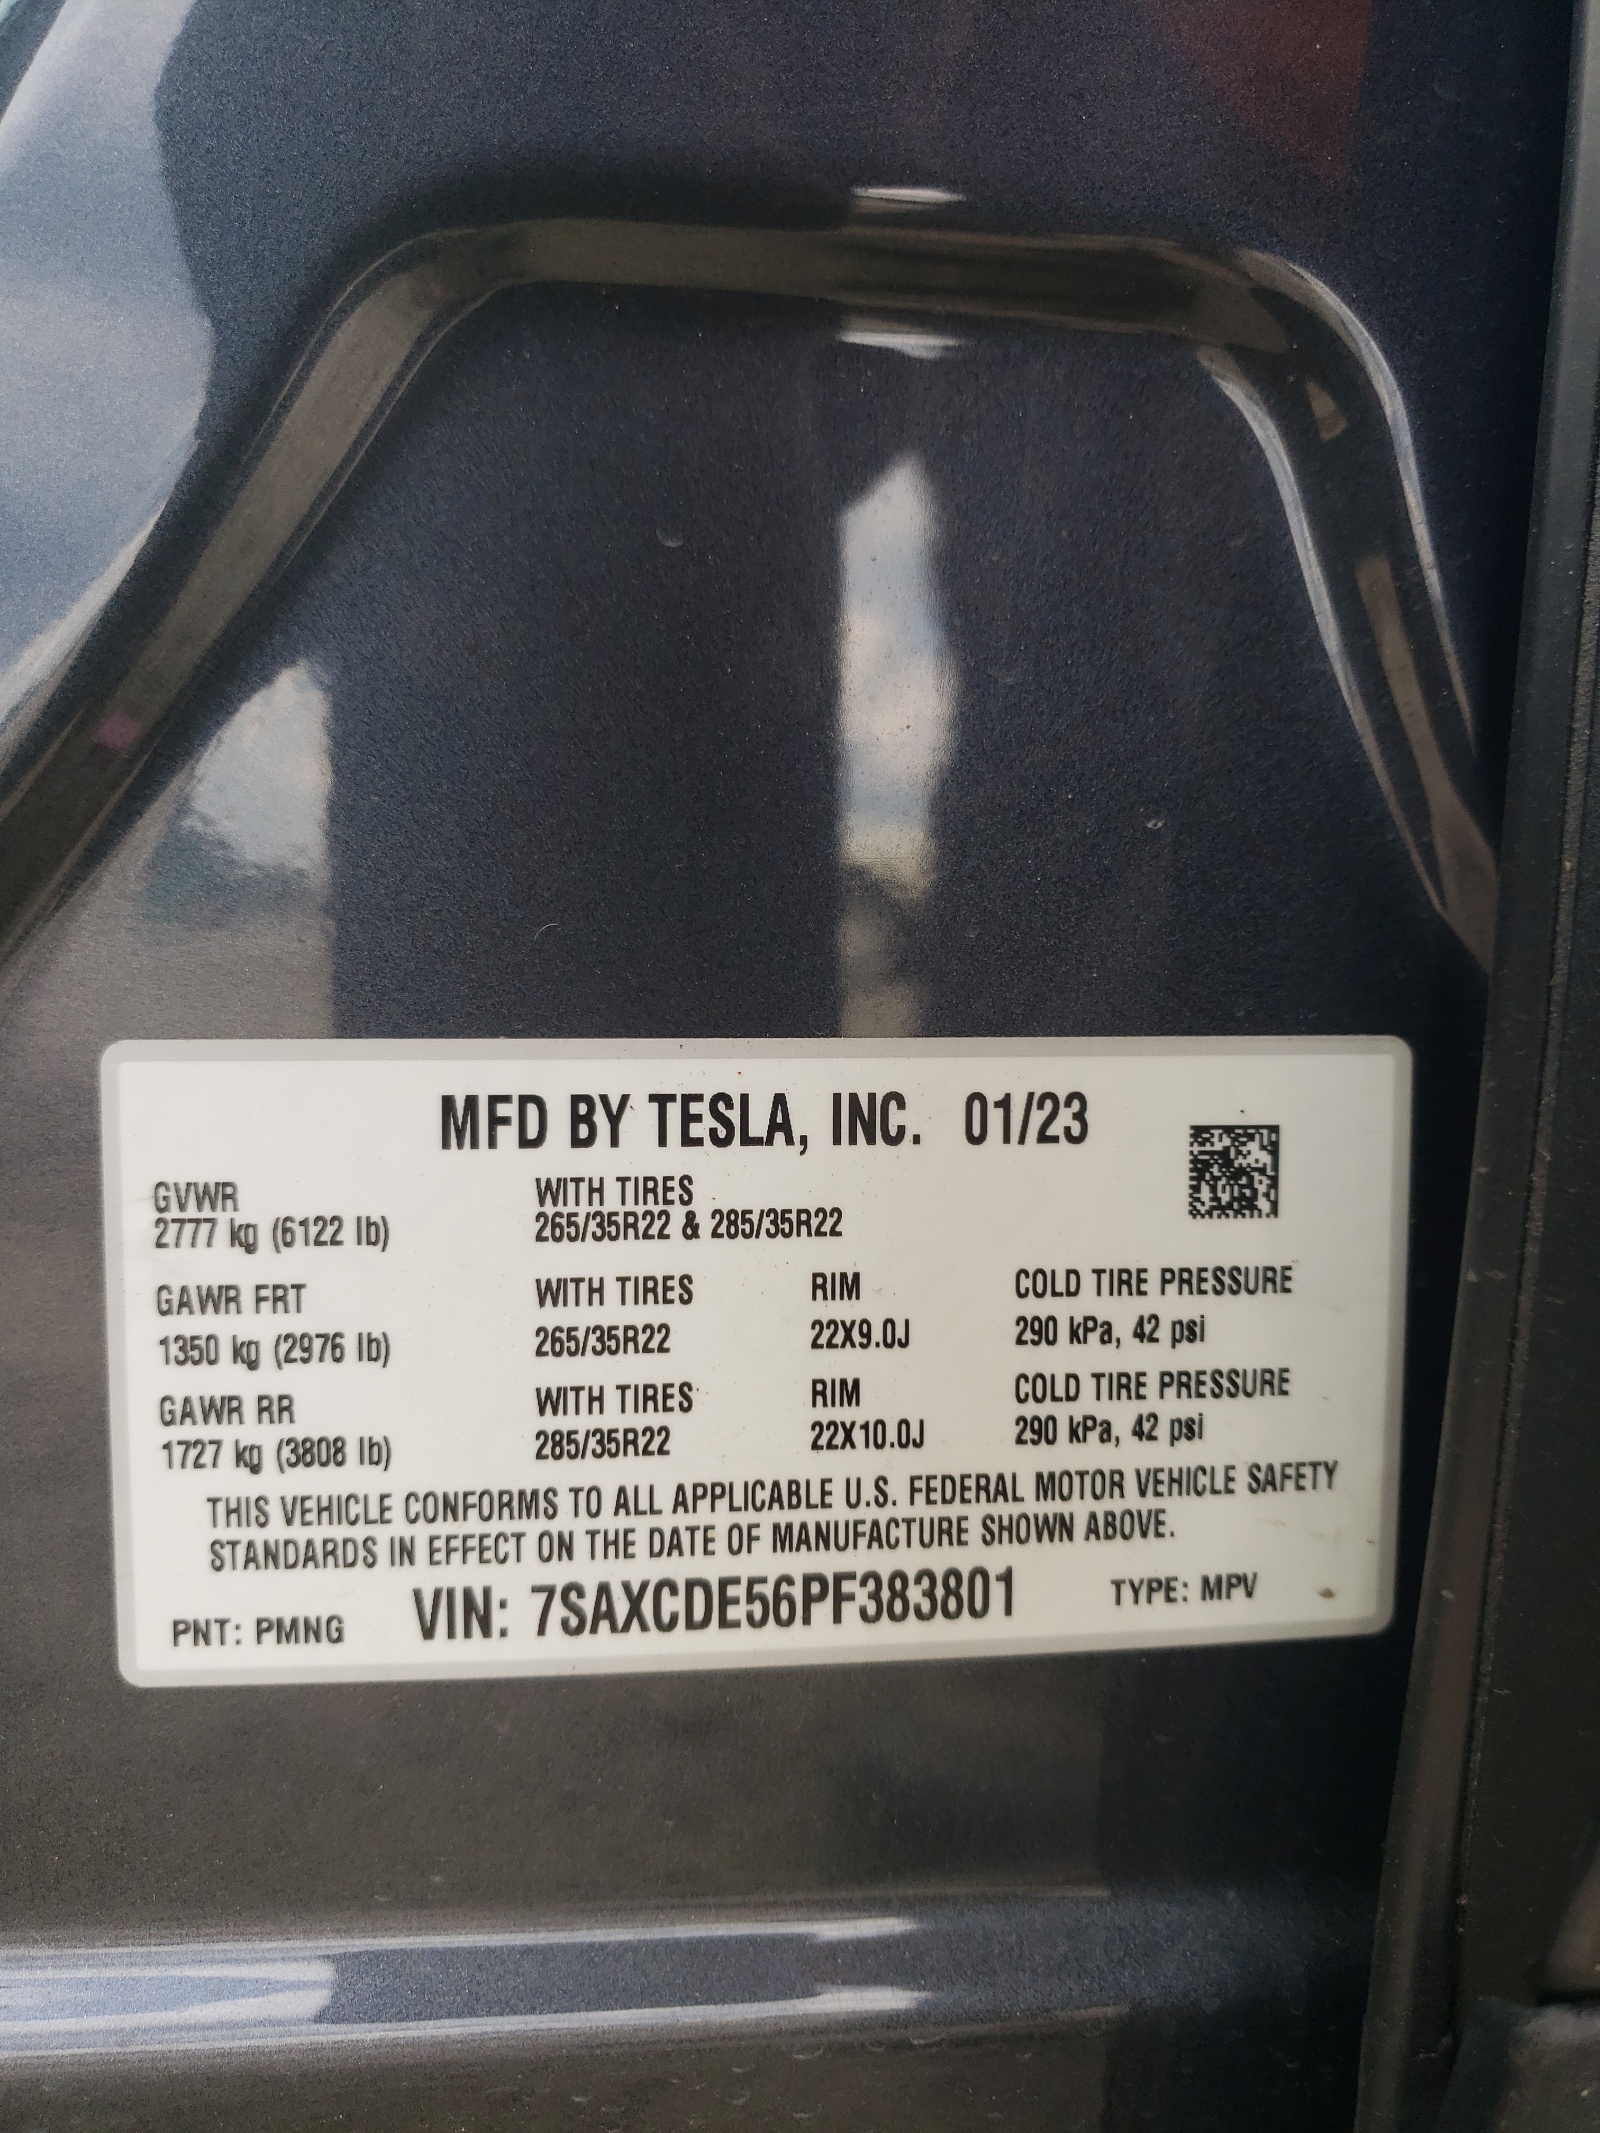 MFD BY TESLA, INC. 01/23
GVWR WITH TIRES
2777 kg (6122 lb) 265/35R22 & 285/35R22
GAWR FRT WITH TIRES RIM COLD TIRE PRESSURE
1350 kg (2976 lb) 265/35R22 22X9.0J 290 kPa, 42 psi
GAWR RR WITH TIRES RIM COLD TIRE PRESSURE
1727 kg (3808 lb) 285/35R22 22X10.0J 290 kPa, 42 psi
THIS VEHICLE CONFORMS TO ALL APPLICABLE U.S. FEDERAL MOTOR VEHICLE SAFETY
STANDARDS IN EFFECT ON THE DATE OF MANUFACTURE SHOWN ABOVE.
PNT: PMNG VIN: 7SAXCDE56PF383801 TYPE: MPV